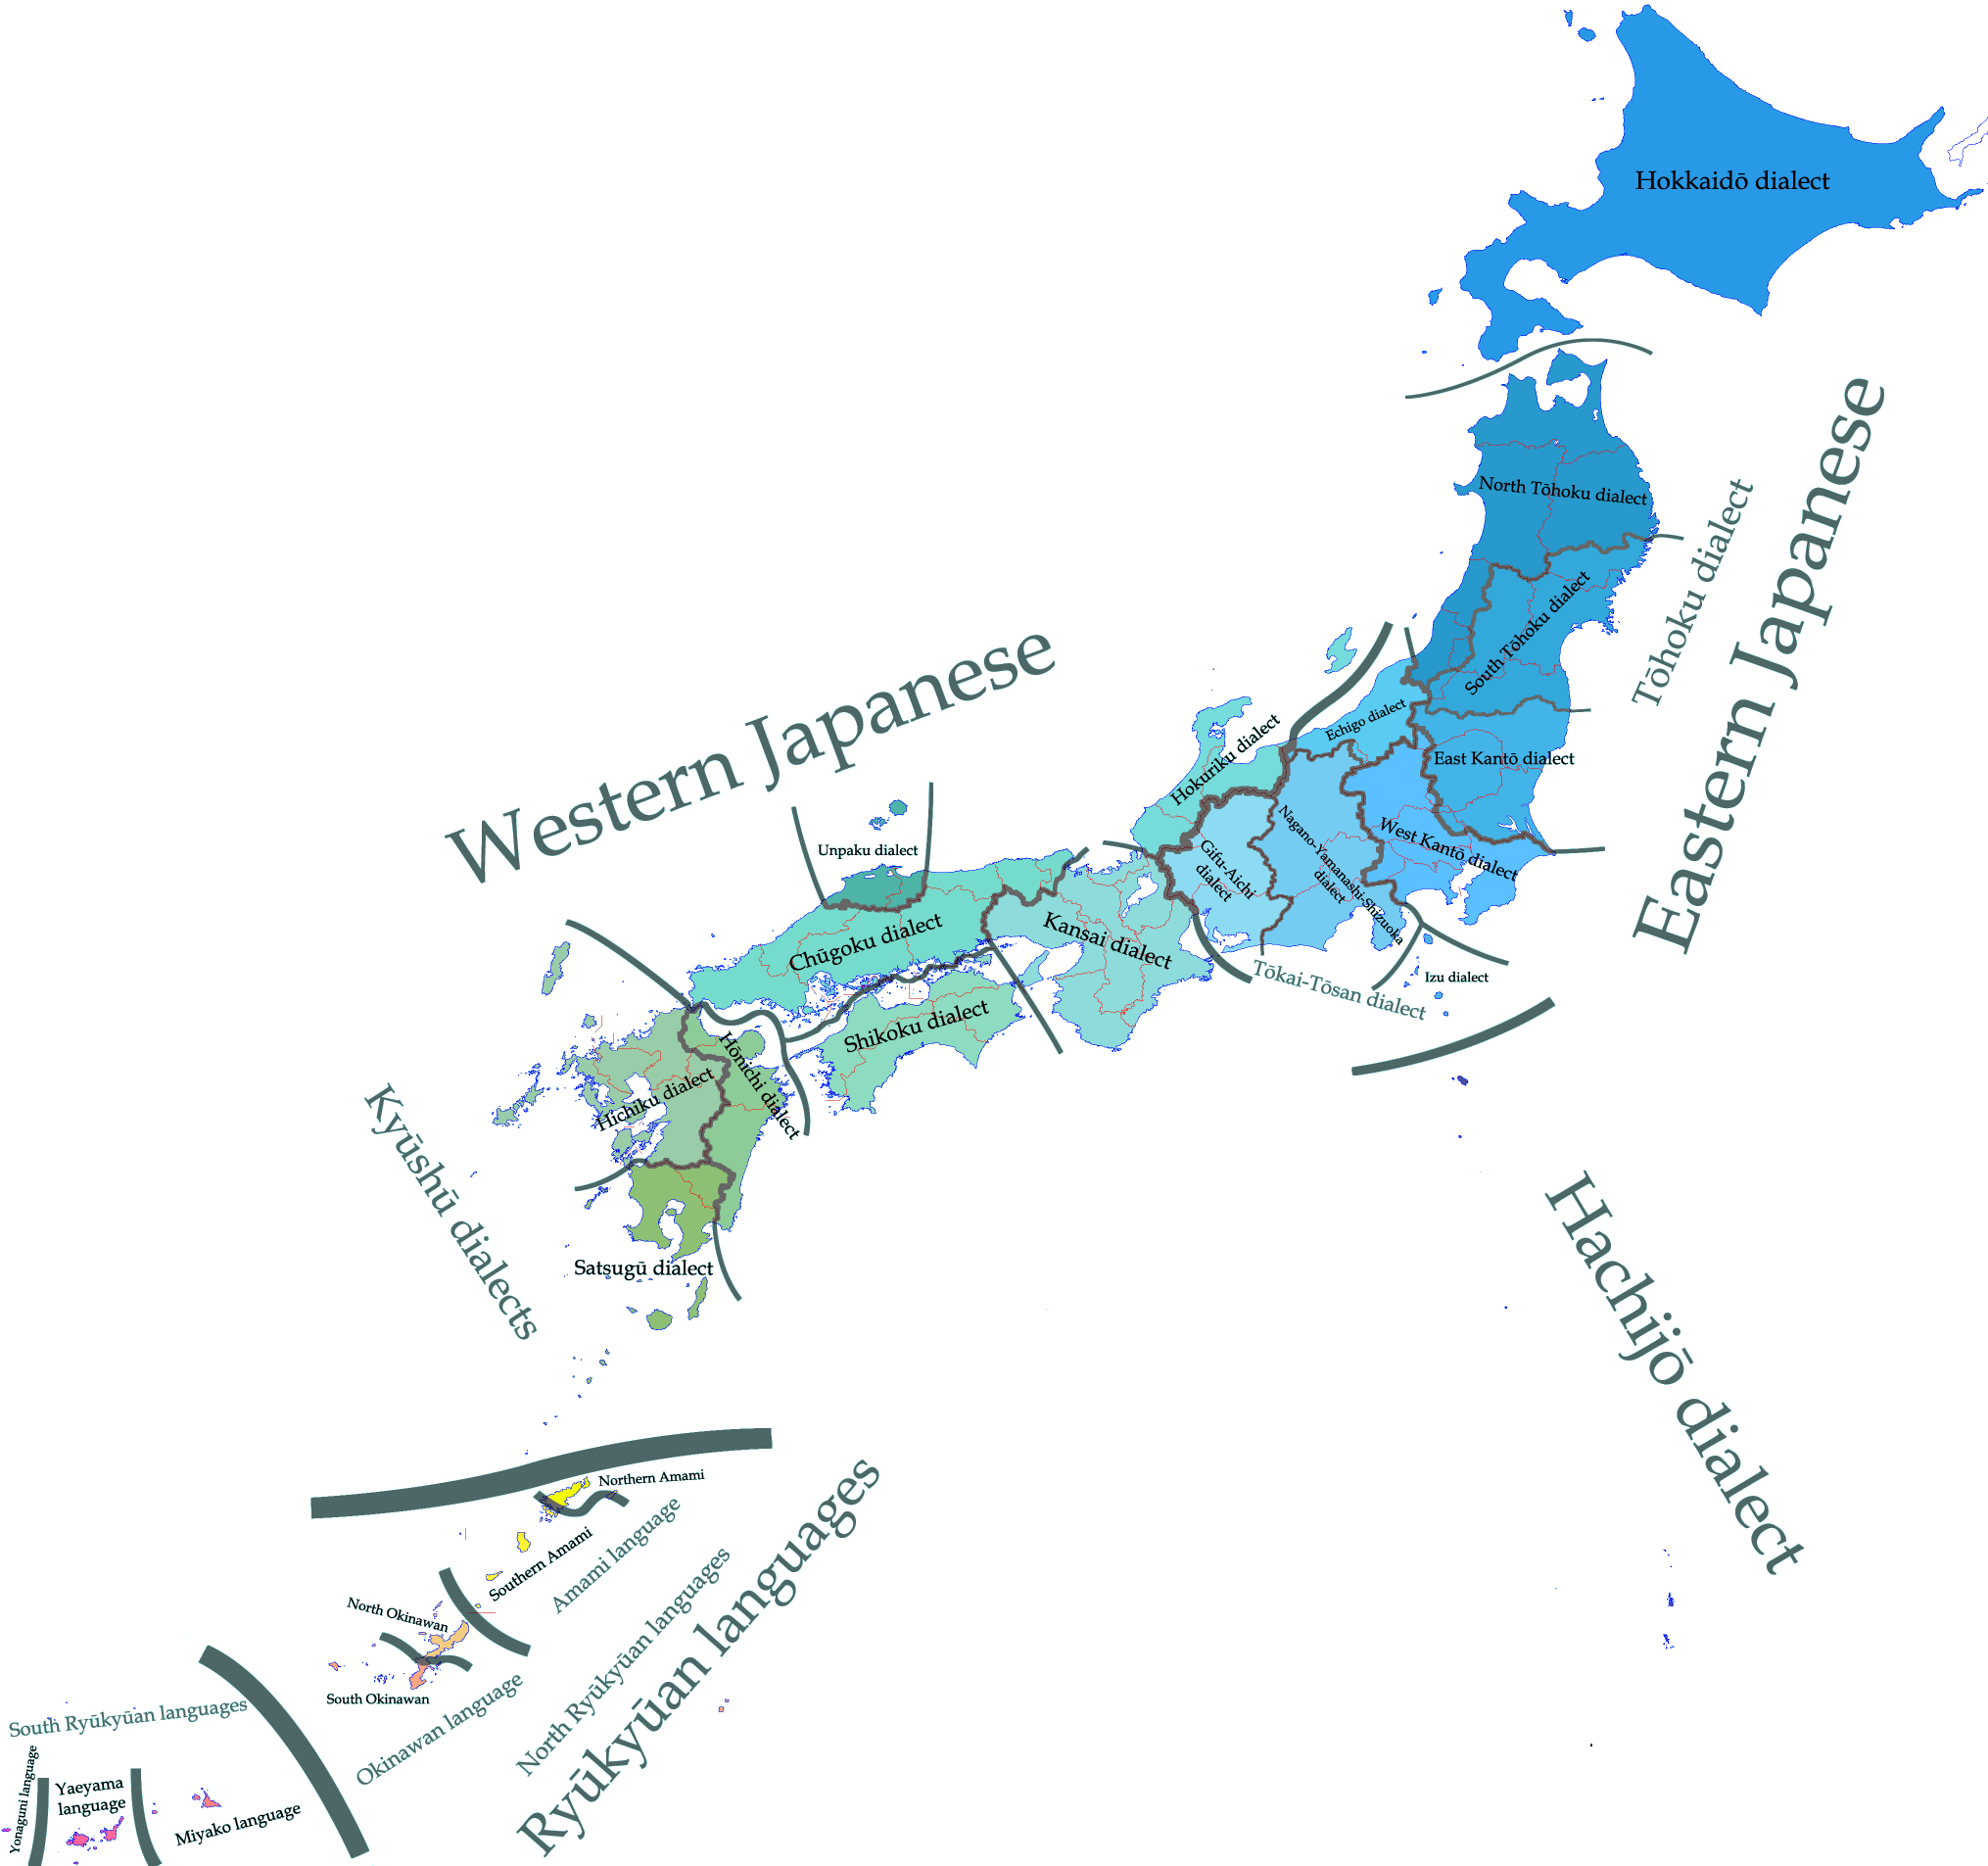 Hokkaidō dialect
Eastern Japanese
Tōhoku dialect
North Tōhoku dialect
South Tōhoku dialect
Western Japanese
Echigo dialect
Hokuriku dialect
East Kantō dialect
West Kantō dialect
Nagano-Yamanashi-Shizuoka
dialect
Gifu-Aichi
dialect
Unpaku dialect
Chūgoku dialect
Kansai dialect
Tōkai-Tōsan dialect
Izu dialect
Shikoku dialect
Hōnichi dialect
Hichiku dialect
Kyūshū dialects
Satsugū dialect
Hachijō dialect
Northern Amami
Southern Amami
Amami language
North Okinawan
South Okinawan
Okinawan language
North Ryūkyūan languages
Ryūkyūan languages
South Ryūkyūan languages
Yonaguni language
Yaeyama
language
Miyako language